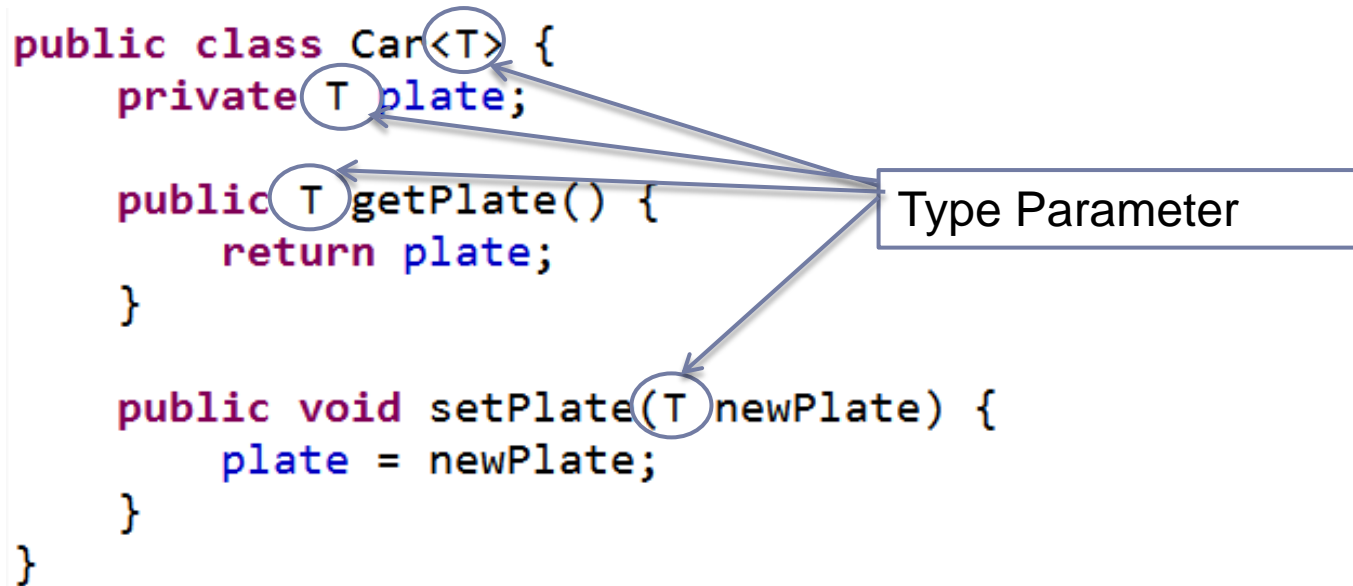 public class Car<T> {
    private T plate;
    public T getPlate() {
        return plate;
    }
    public void setPlate(T newPlate) {
        plate = newPlate;
    }
}
Type Parameter